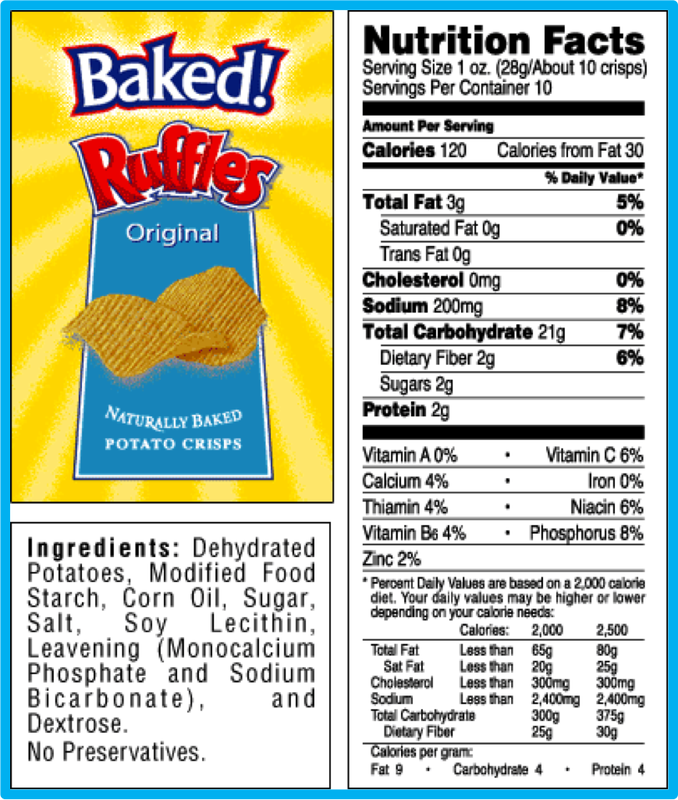 Baked!
Ruffles
Original
NATURALLY BAKED
POTATO CRISPS
Ingredients: Dehydrated
Potatoes, Modified Food
Starch, Corn Oil, Sugar,
Salt, Soy Lecithin,
Leavening (Monocalcium
Phosphate and Sodium
Bicarbonate), and
Dextrose.
No Preservatives.
Nutrition Facts
Serving Size 1 oz. (28g/About 10 crisps)
Servings Per Container 10
Amount Per Serving
Calories 120 Calories from Fat 30
% Daily Value*
Total Fat 3g 5%
Saturated Fat 0g 0%
Trans Fat 0g
Cholesterol 0mg 0%
Sodium 200mg 8%
Total Carbohydrate 21g 7%
Dietary Fiber 2g 6%
Sugars 2g
Protein 2g
Vitamin A 0% • Vitamin C 6%
Calcium 4% • Iron 0%
Thiamin 4% • Niacin 6%
Vitamin B6 4% • Phosphorus 8%
Zinc 2%
* Percent Daily Values are based on a 2,000 calorie
diet. Your daily values may be higher or lower
depending on your calorie needs:
Calories: 2,000 2,500
Total Fat Less than 65g 80g
Sat Fat Less than 20g 25g
Cholesterol Less than 300mg 300mg
Sodium Less than 2,400mg 2,400mg
Total Carbohydrate 300g 375g
Dietary Fiber 25g 30g
Calories per gram:
Fat 9 • Carbohydrate 4 • Protein 4